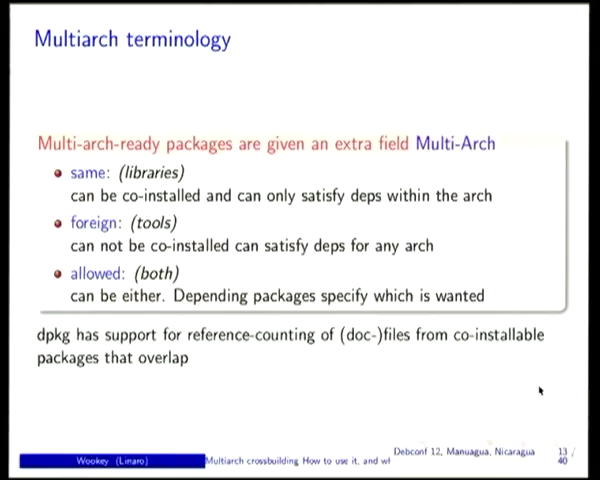 Multiarch terminology
Multi-arch-ready packages are given an extra field Multi-Arch
same: (libraries)
can be co-installed and can only satisfy deps within the arch
foreign: (tools)
can not be co-installed can satisfy deps for any arch
allowed: (both)
can be either. Depending packages specify which is wanted
dpkg has support for reference-counting of (doc-)files from co-installable
packages that overlap
Wookey (Linaro)
Multiarch crossbuilding How to use it, and wl
Debconf 12, Manuagua, Nicaragua
13 /
40